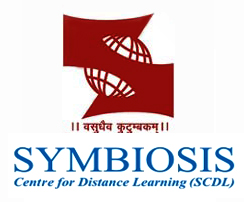 ॥ वसुधैव कुटुम्बकम् ॥
SYMBIOSIS
Centre for Distance Learning (SCDL)